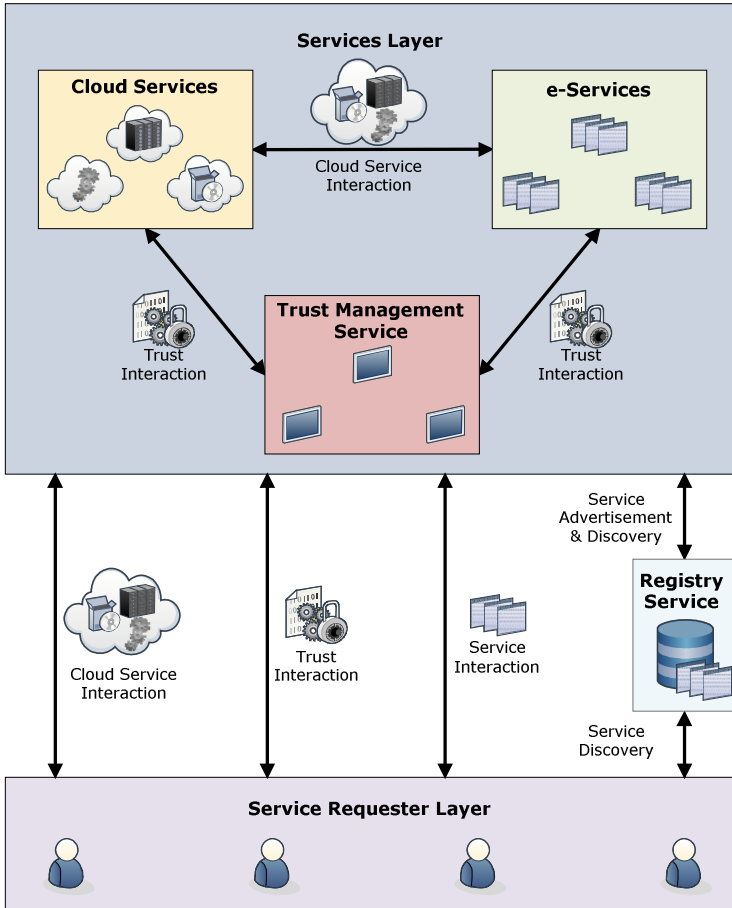 Services Layer
Cloud Services
e-Services
Cloud Service
Interaction
Trust Management
Service
Trust
Interaction
Trust
Interaction
Service
Advertisement
& Discovery
Registry
Service
Cloud Service
Interaction
Trust
Interaction
Service
Interaction
Service
Discovery
Service Requester Layer